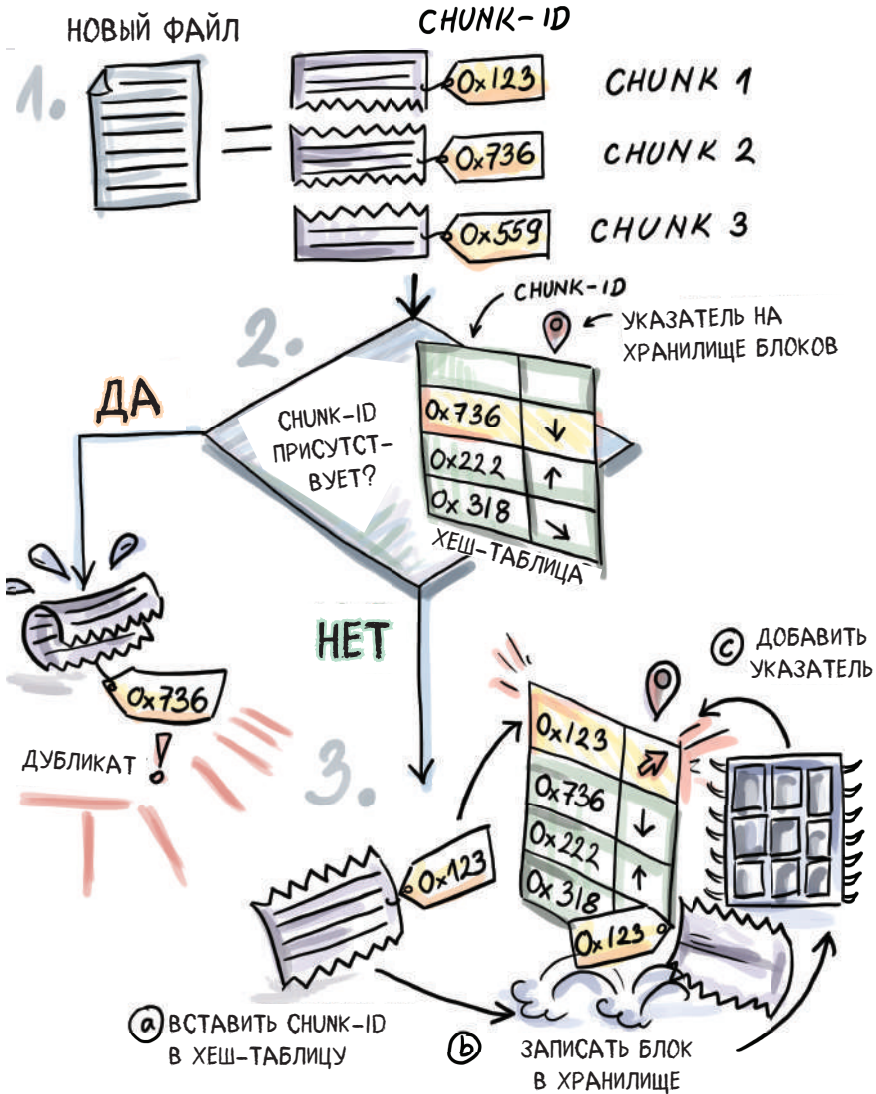 НОВЫЙ ФАЙЛ
CHUNK-ID
1.
0x123
CHUNK 1
0x736
CHUNK 2
0x559
CHUNK 3
2.
CHUNK-ID
УКАЗАТЕЛЬ НА
ХРАНИЛИЩЕ БЛОКОВ
ДА
CHUNK-ID
ПРИСУТСТ-
ВУЕТ?
0x736
0x222
0x318
ХЕШ-ТАБЛИЦА
НЕТ
0x736
ДУБЛИКАТ !
3.
c ДОБАВИТЬ
УКАЗАТЕЛЬ
0x123
0x736
0x222
0x318
0x123
0x123
a ВСТАВИТЬ CHUNK-ID
В ХЕШ-ТАБЛИЦУ
b ЗАПИСАТЬ БЛОК
В ХРАНИЛИЩЕ